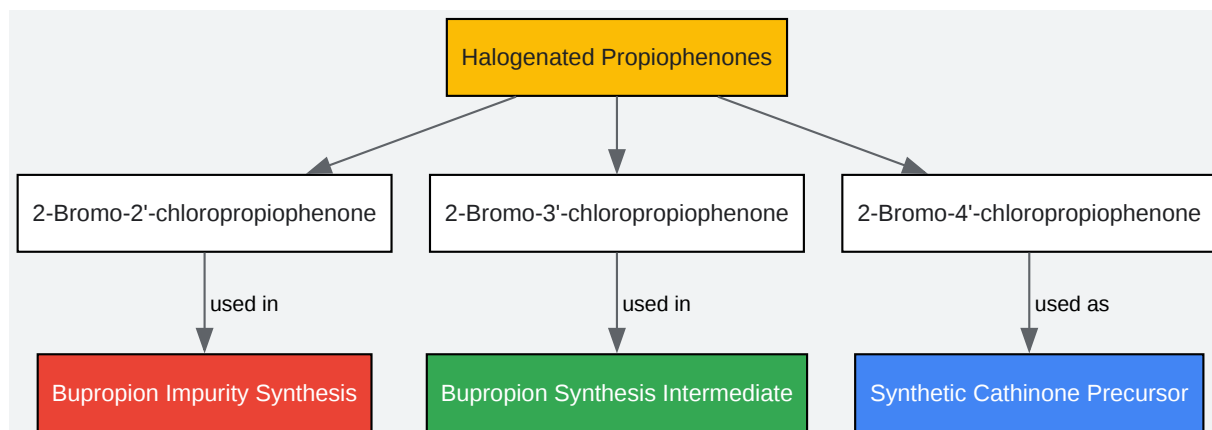 Halogenated Propiophenones
2-Bromo-2'-chloropropiophenone
2-Bromo-3'-chloropropiophenone
2-Bromo-4'-chloropropiophenone
used in
used in
used as
Bupropion Impurity Synthesis
Bupropion Synthesis Intermediate
Synthetic Cathinone Precursor